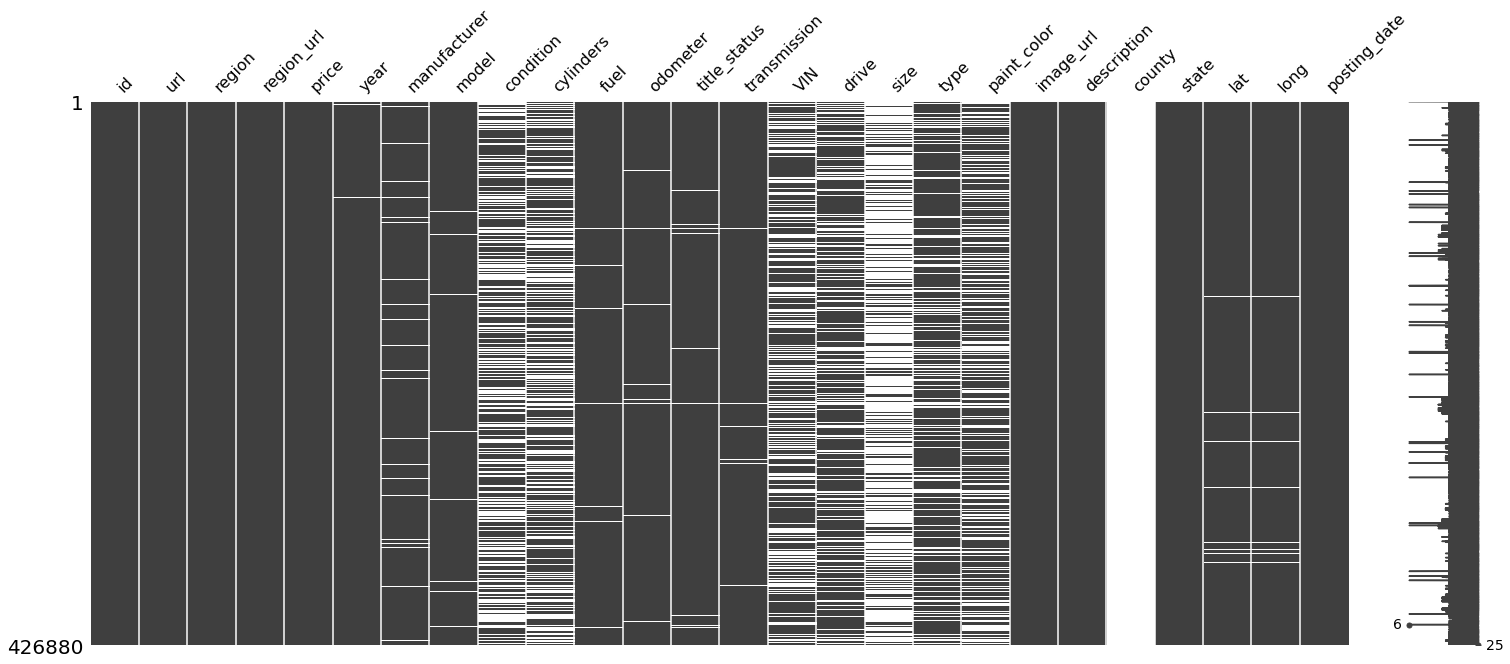 id
url
region
region_url
price
year
manufacturer
model
condition
cylinders
fuel
odometer
title_status
transmission
VIN
drive
size
type
paint_color
image_url
description
county
state
lat
long
posting_date
1
426880
6
25